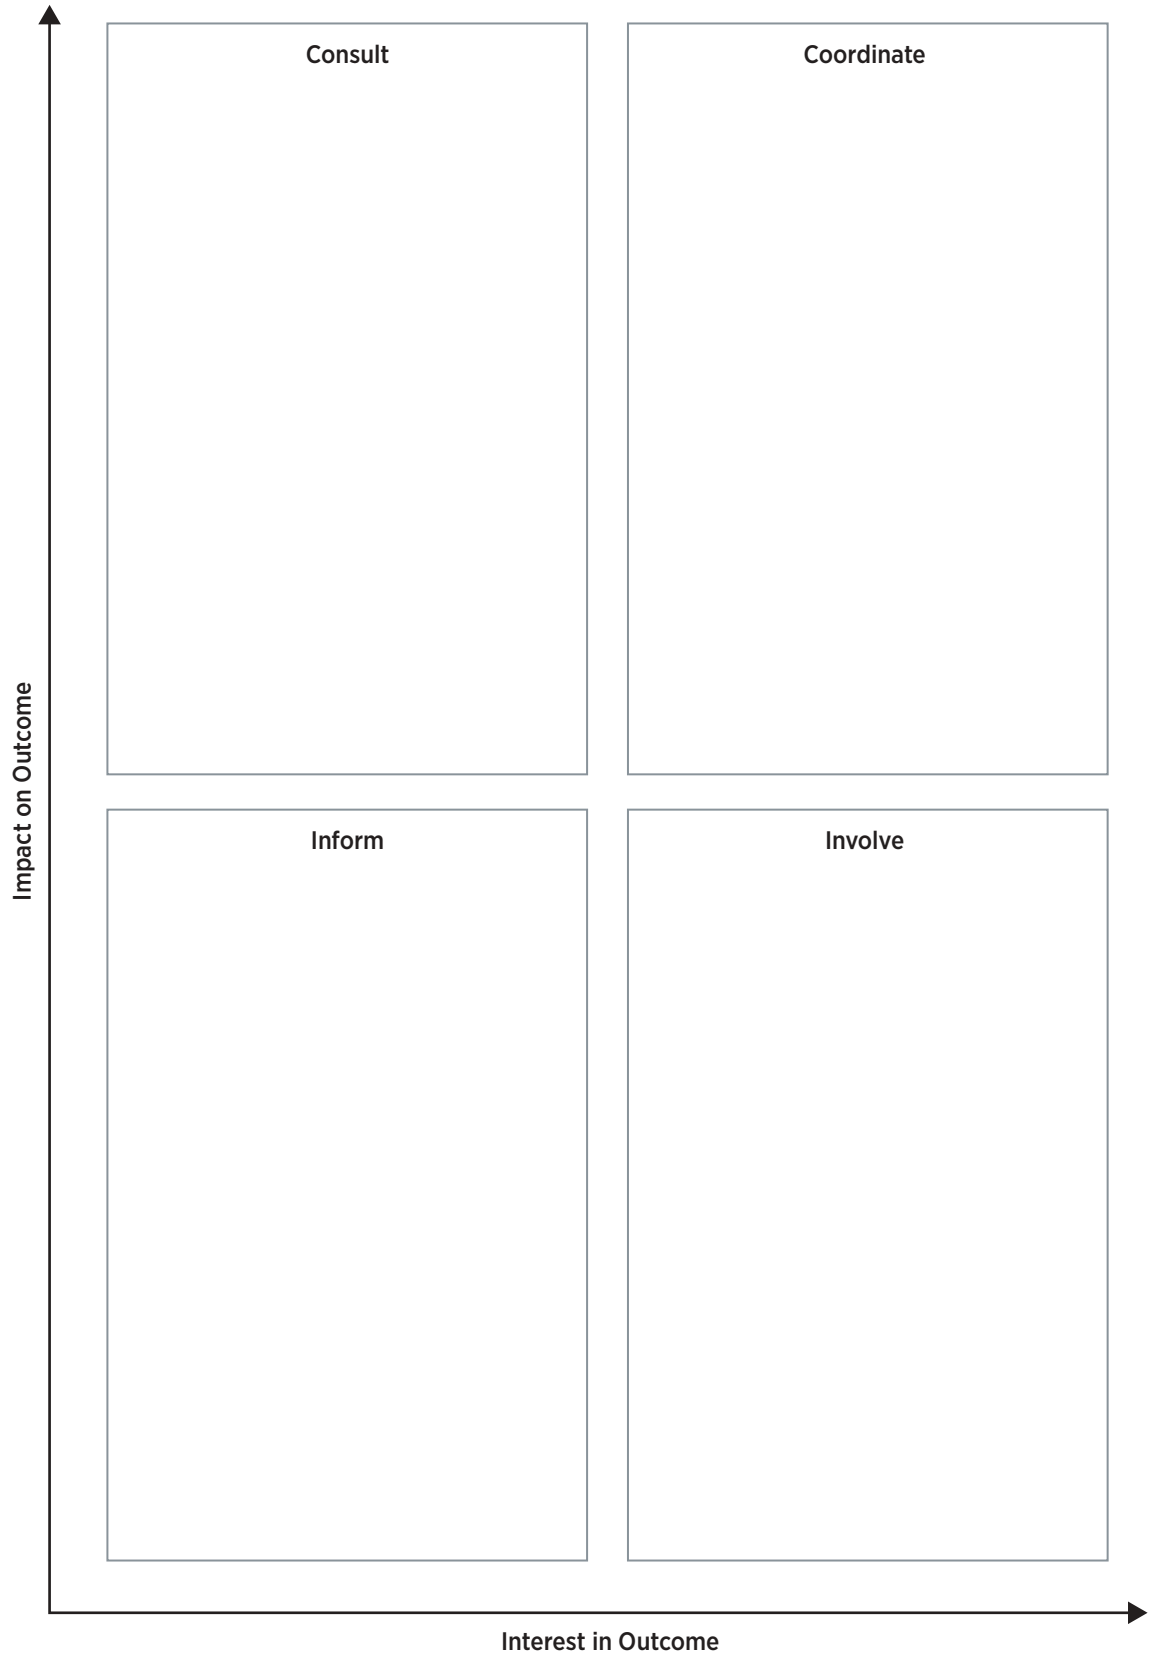 Consult
Coordinate
Impact on Outcome
Inform
Involve
Interest in Outcome